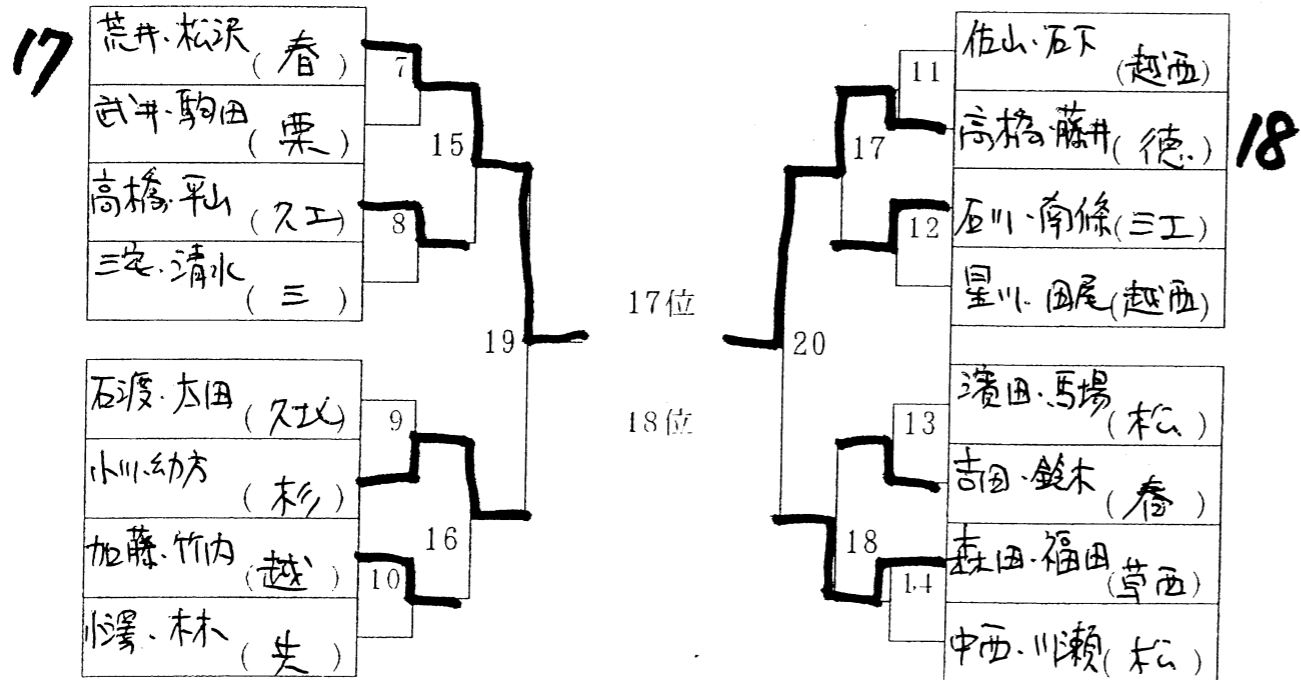 17
荒井・松沢
(春)
武井・駒田
(栗)
高橋・平山
(久工)
三宅・清水
(三)
7
8
15
19
石渡・太田
(久北)
小川・幼方
(杉)
加藤・竹内
(越)
小澤・林
9
10
16
17位
18位
佐山・石下
(越西)
高橋・藤井(徳)
18
石川・南條(三工)
星川・田尾(越西)
11
12
17
20
濱田・馬場
(松)
吉田・鈴木
(春)
森田・福田
(草西)
中西・川瀬(松)
13
14
18